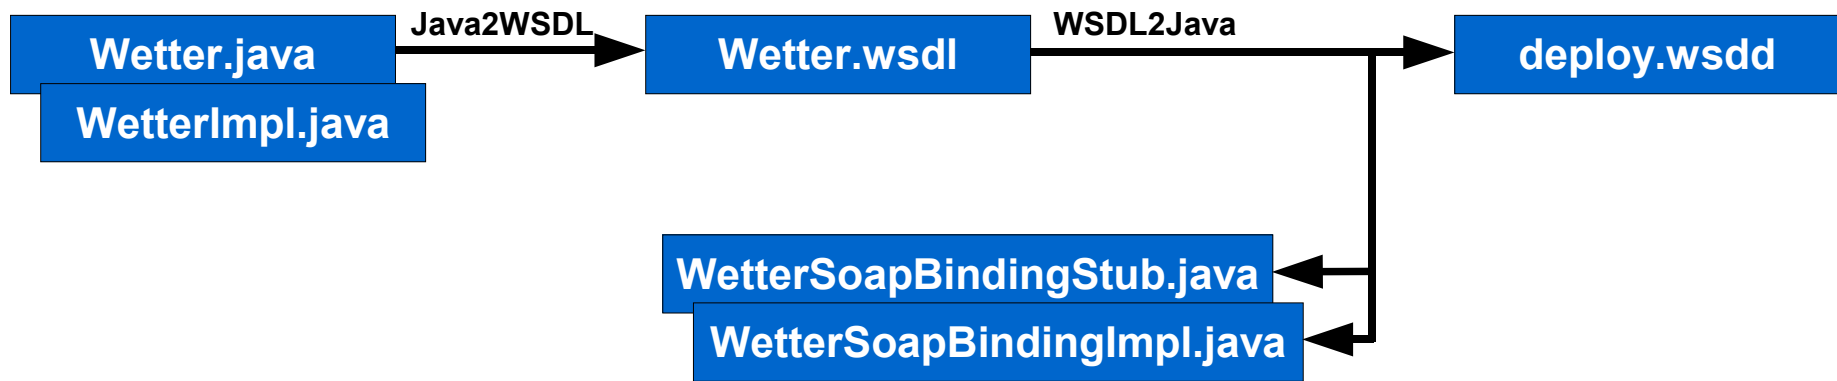 Java2WSDL
WSDL2Java
Wetter.java
Wetter.wsdl
deploy.wsdd
WetterImpl.java
WetterSoapBindingStub.java
WetterSoapBindingImpl.java